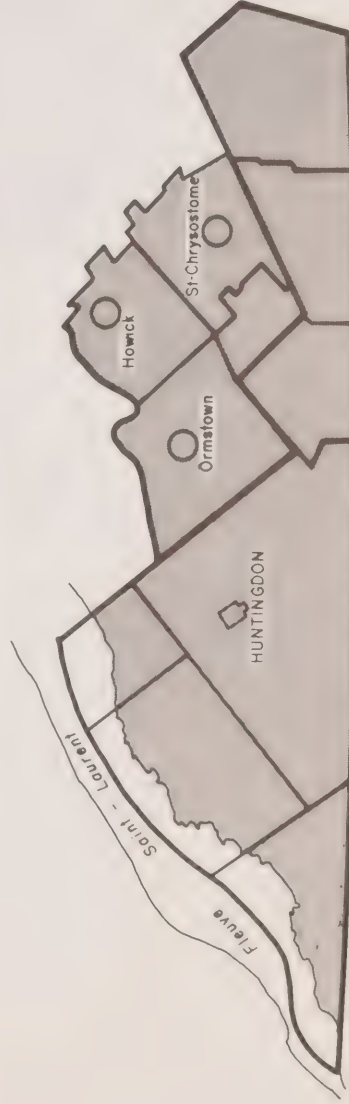 Howick
St-Chrysostome
Ormstown
HUNTINGDON
Fleuve Saint-Laurent